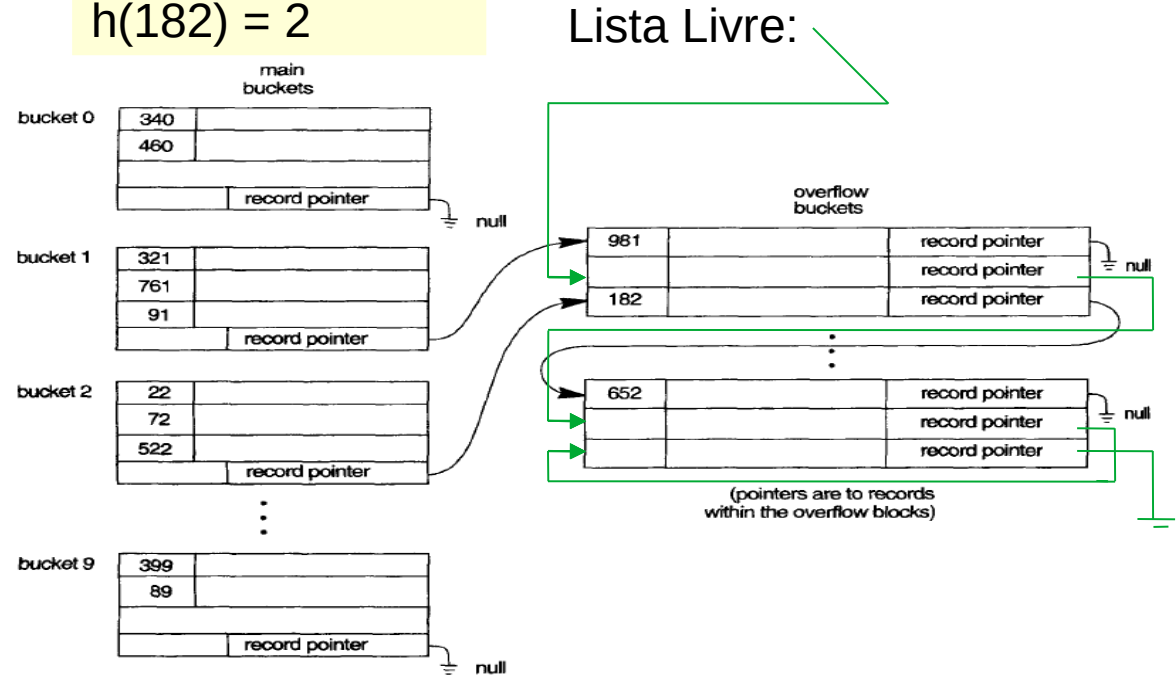 h(182) = 2
Lista Livre:
main
buckets
bucket 0
340
460
record pointer
null
bucket 1
321
761
91
record pointer
bucket 2
22
72
522
record pointer
bucket 9
399
89
record pointer
null
overflow
buckets
981
record pointer
null
record pointer
182
record pointer
652
record pointer
null
record pointer
record pointer
(pointers are to records
within the overflow blocks)